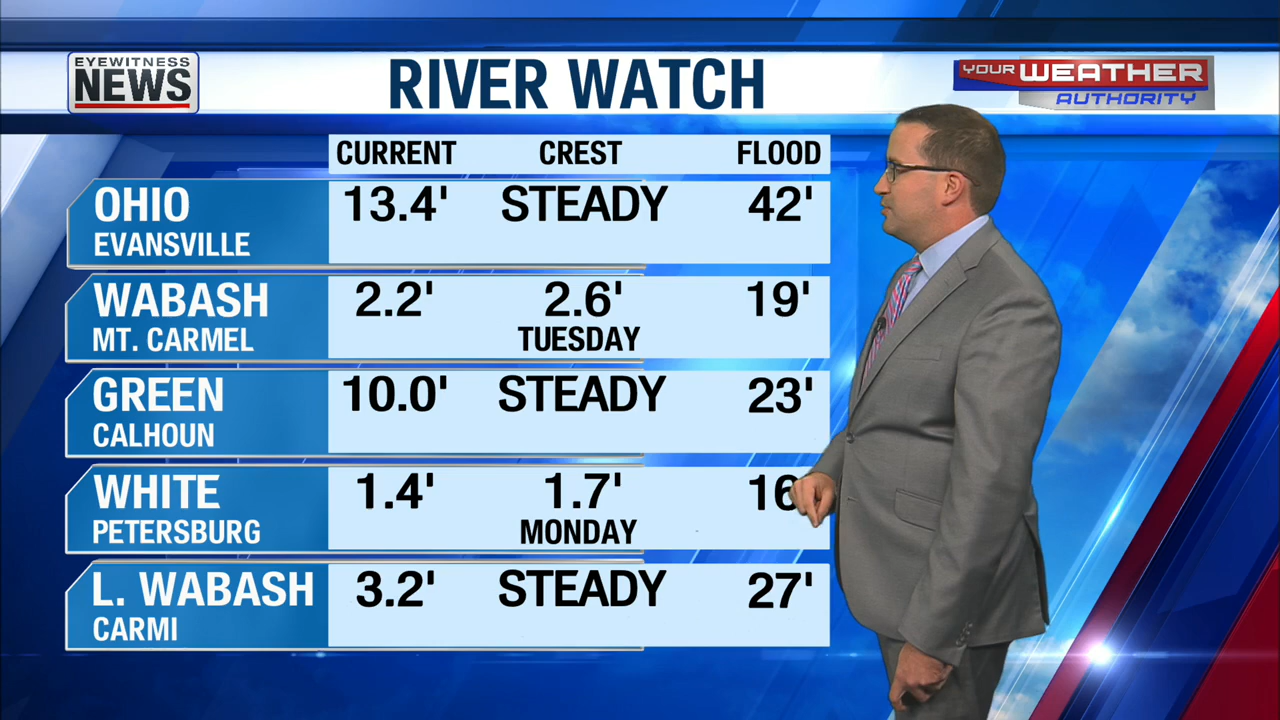 EYEWITNESS
NEWS
RIVER WATCH
YOUR WEATHER
AUTHORITY
CURRENT CREST FLOOD
OHIO 13.4' STEADY 42'
EVANSVILLE
WABASH 2.2' 2.6' 19'
MT. CARMEL TUESDAY
GREEN 10.0' STEADY 23'
CALHOUN
WHITE 1.4' 1.7' 16
PETERSBURG MONDAY
L. WABASH 3.2' STEADY 27'
CARMI